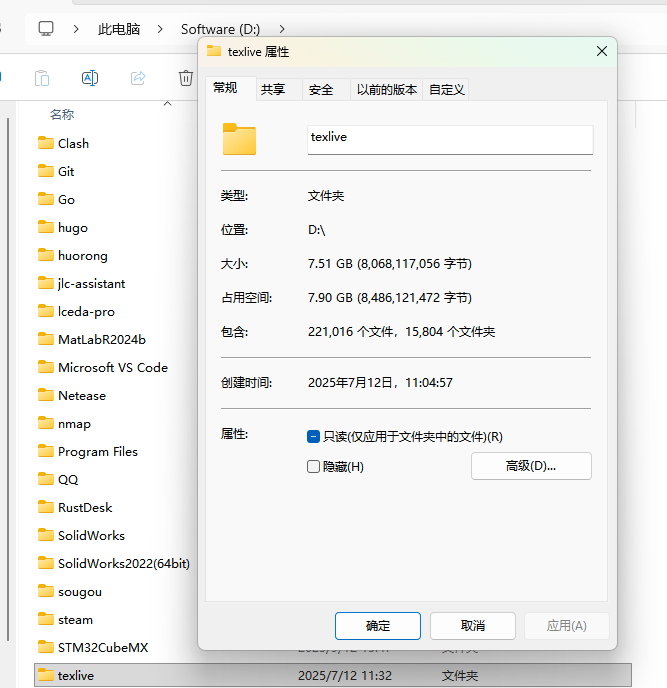 此电脑 Software (D:)
texlive 属性
常规 共享 安全 以前的版本 自定义
名称
texlive
类型: 文件夹
位置: D:\
大小: 7.51 GB (8,068,117,056 字节)
占用空间: 7.90 GB (8,486,121,472 字节)
包含: 221,016 个文件，15,804 个文件夹
创建时间: 2025年7月12日，11:04:57
属性: 只读(仅应用于文件夹中的文件)(R)
隐藏(H) 高级(D)...
确定 取消 应用(A)
Clash
Git
Go
hugo
huorong
jlc-assistant
lceda-pro
MatLabR2024b
Microsoft VS Code
Netease
nmap
Program Files
QQ
RustDesk
SolidWorks
SolidWorks2022(64bit)
sougou
steam
STM32CubeMX
texlive 2025/7/12 11:32 文件夹